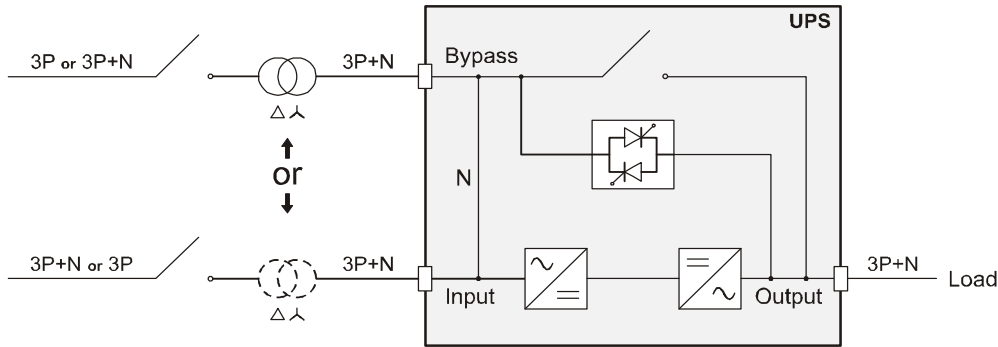 UPS
3P or 3P+N
3P+N
Bypass
or
N
3P+N or 3P
3P+N
Input
Output
3P+N
Load